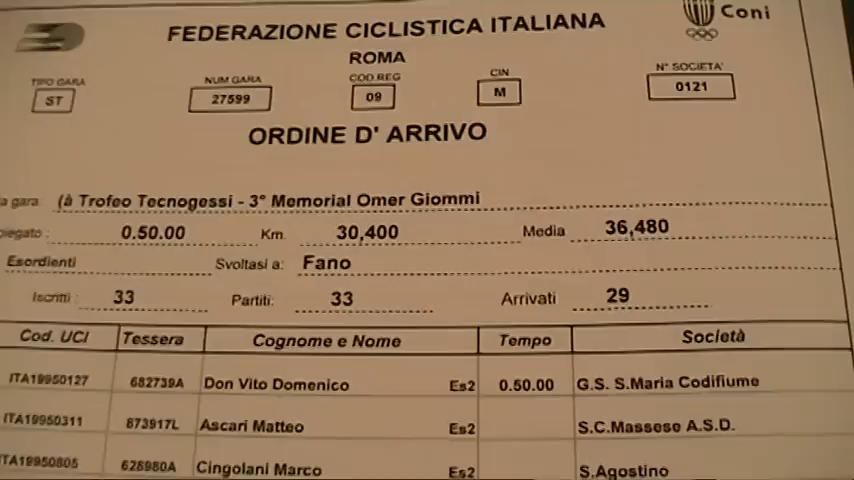 FEDERAZIONE CICLISTICA ITALIANA
Coni
ROMA
TIPO GARA NUM GARA COD REG CIN N° SOCIETA'
ST 27599 09 M 0121
ORDINE D' ARRIVO
a gara: (à Trofeo Tecnogessi - 3° Memorial Omer Giommi
piegato : 0.50.00 Km. 30,400 Media 36,480
Esordienti Svoltasi a: Fano
Iscritti : 33 Partiti: 33 Arrivati 29
Cod. UCI Tessera Cognome e Nome Tempo Società
ITA19950127 682739A Don Vito Domenico Es2 0.50.00 G.S. S.Maria Codifiume
ITA19950311 873917L Ascari Matteo Es2 S.C.Massese A.S.D.
ITA19950805 628980A Cingolani Marco Es2 S.Agostino